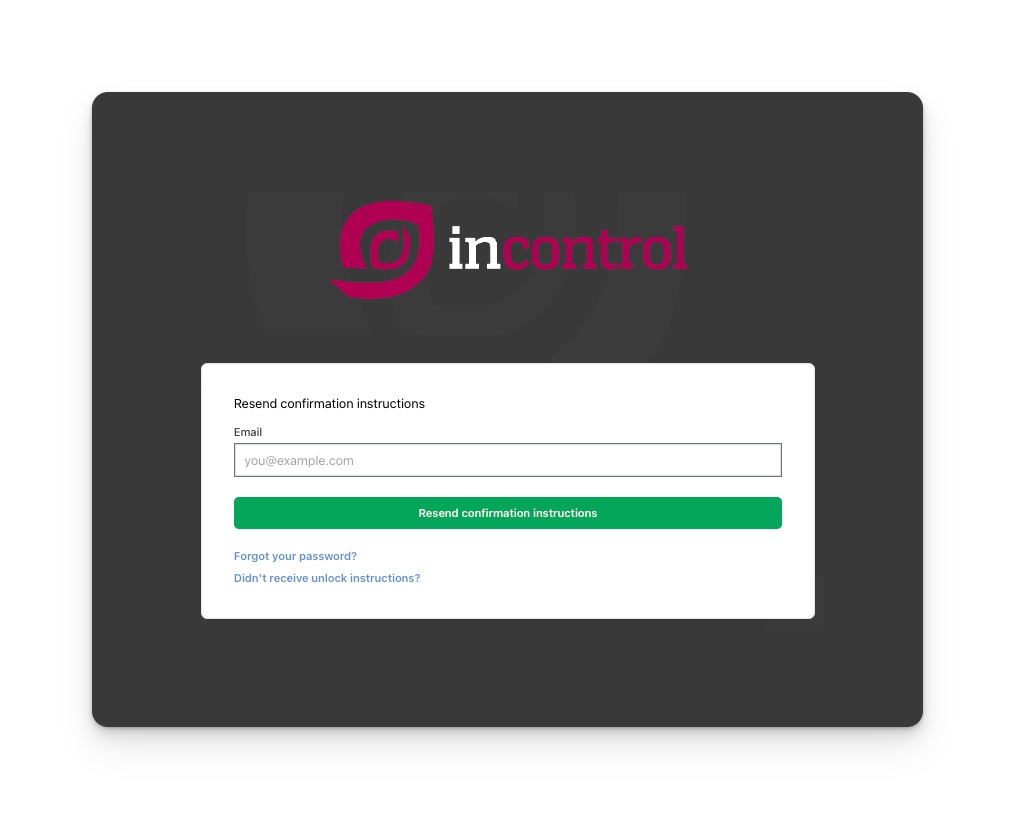 incontrol
Resend confirmation instructions
Email
you@example.com
Resend confirmation instructions
Forgot your password?
Didn't receive unlock instructions?